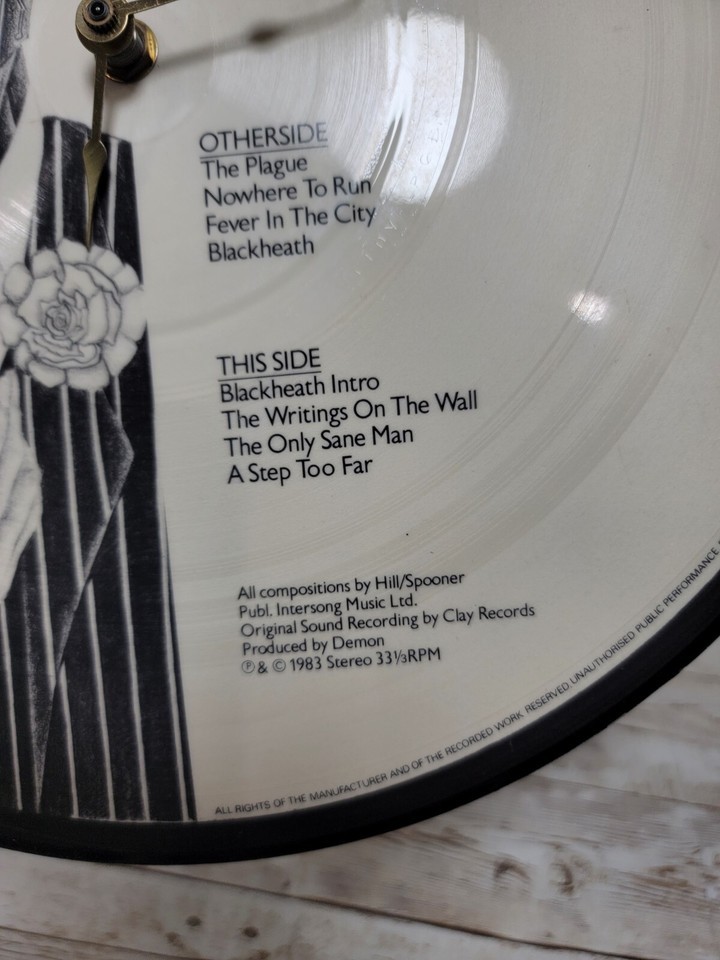 OTHERSIDE
The Plague
Nowhere To Run
Fever In The City
Blackheath
THIS SIDE
Blackheath Intro
The Writings On The Wall
The Only Sane Man
A Step Too Far
All compositions by Hill/Spooner
Publ. Intersong Music Ltd.
Original Sound Recording by Clay Records
Produced by Demon
℗ & © 1983 Stereo 33⅓RPM
ALL RIGHTS OF THE MANUFACTURER AND OF THE RECORDED WORK RESERVED. UNAUTHORISED PUBLIC PERFORMANCE